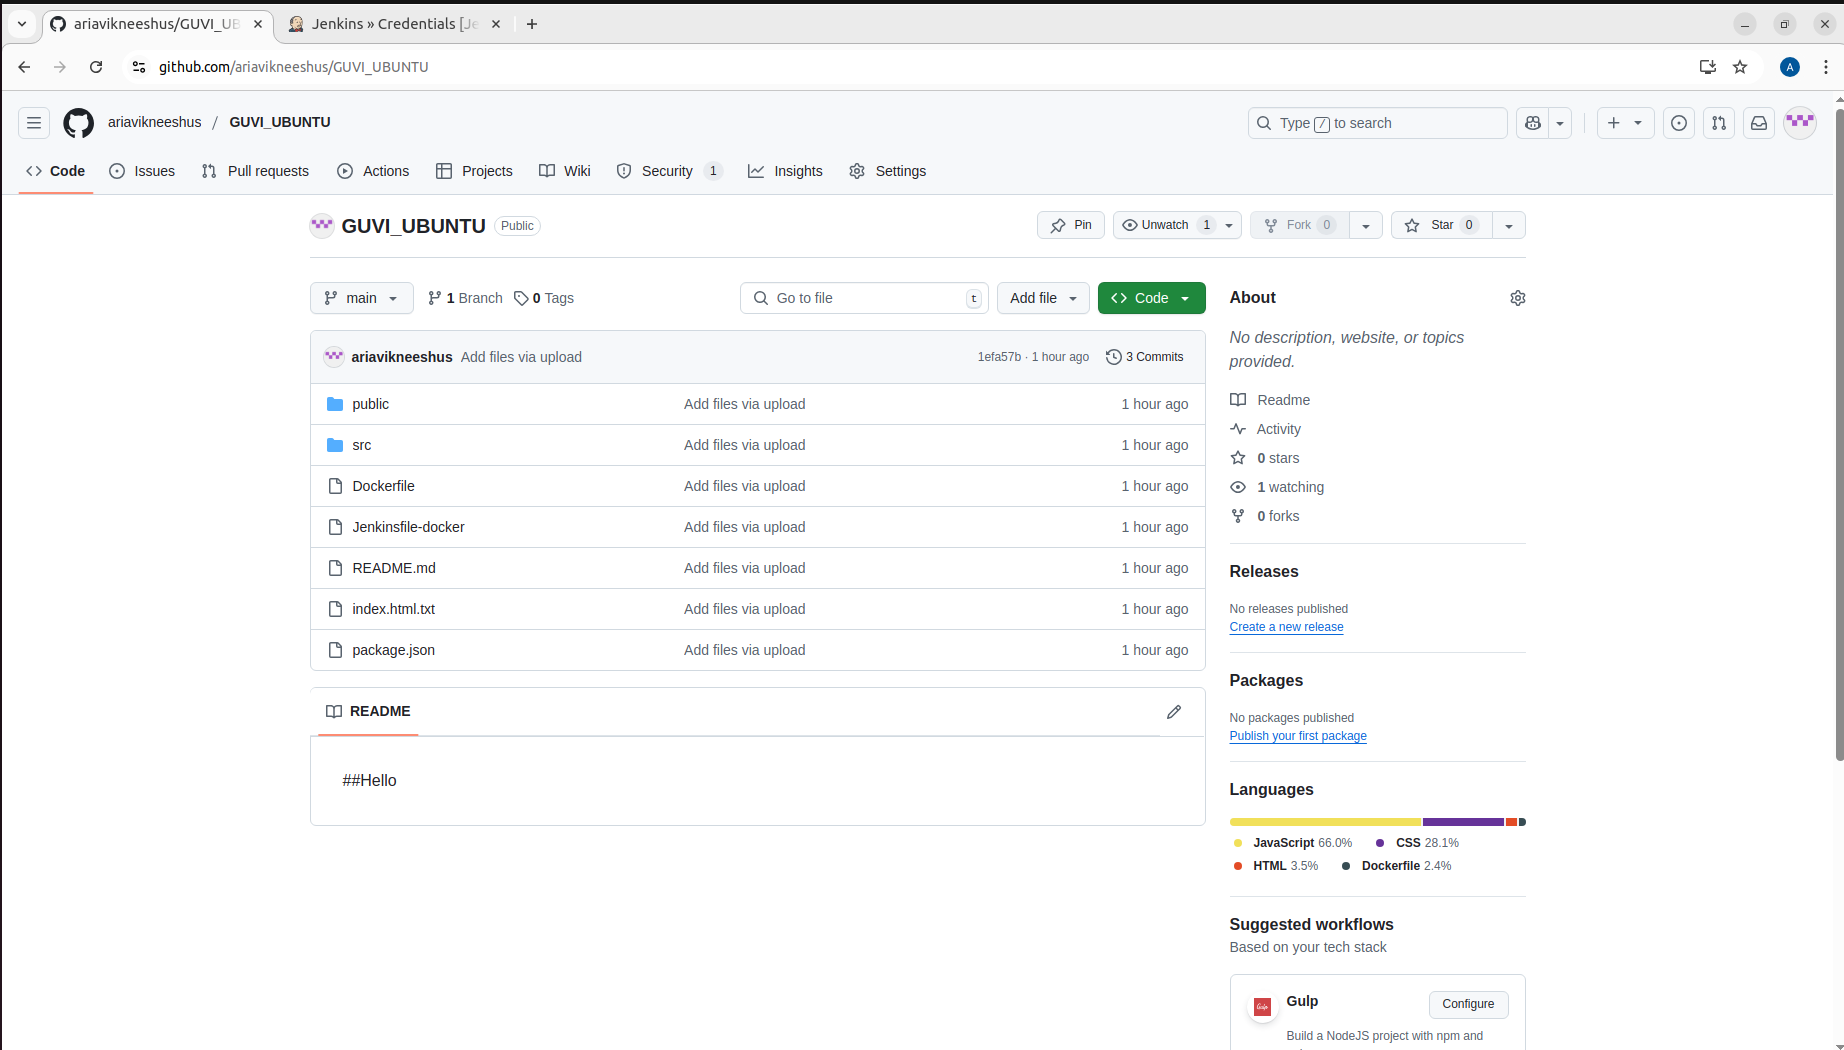 ariavikneeshus/GUVI_UB
Jenkins » Credentials [Je
github.com/ariavikneeshus/GUVI_UBUNTU
A
ariavikneeshus / GUVI_UBUNTU
Type / to search
Code
Issues
Pull requests
Actions
Projects
Wiki
Security 1
Insights
Settings
GUVI_UBUNTU Public
Pin
Unwatch 1
Fork 0
Star 0
main
1 Branch
0 Tags
Go to file t
Add file
Code
ariavikneeshus Add files via upload 1efa57b · 1 hour ago 3 Commits
public Add files via upload 1 hour ago
src Add files via upload 1 hour ago
Dockerfile Add files via upload 1 hour ago
Jenkinsfile-docker Add files via upload 1 hour ago
README.md Add files via upload 1 hour ago
index.html.txt Add files via upload 1 hour ago
package.json Add files via upload 1 hour ago
README
##Hello
About
No description, website, or topics
provided.
Readme
Activity
0 stars
1 watching
0 forks
Releases
No releases published
Create a new release
Packages
No packages published
Publish your first package
Languages
JavaScript 66.0% CSS 28.1%
HTML 3.5% Dockerfile 2.4%
Suggested workflows
Based on your tech stack
Gulp
Gulp
Configure
Build a NodeJS project with npm and